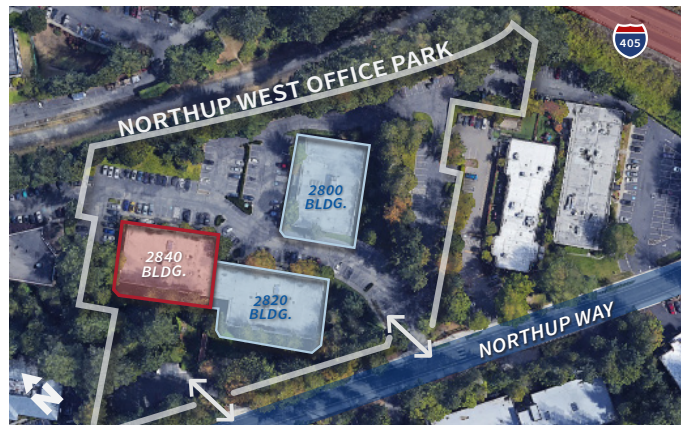 405
NORTHUP WEST OFFICE PARK
2800
BLDG.
2840
BLDG.
2820
BLDG.
NORTHUP WAY
N